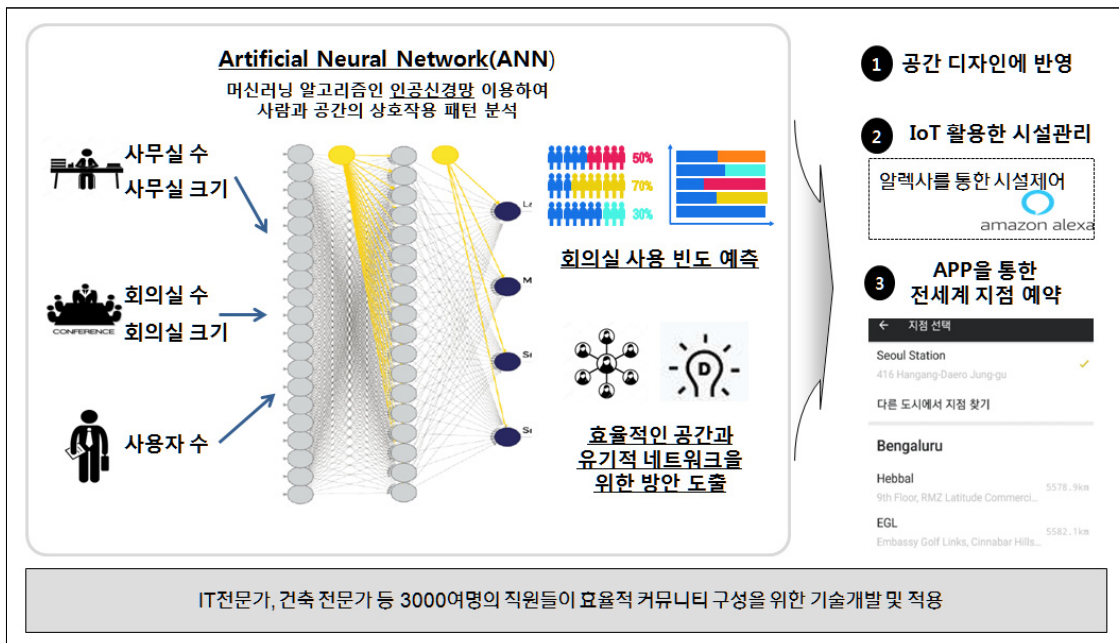 Artificial Neural Network(ANN)
머신러닝 알고리즘인 인공신경망 이용하여
사람과 공간의 상호작용 패턴 분석
사무실 수
사무실 크기
CONFERENCE
회의실 수
회의실 크기
사용자 수
50%
70%
30%
회의실 사용 빈도 예측
D
효율적인 공간과
유기적 네트워크를
위한 방안 도출
1 공간 디자인에 반영
2 IoT 활용한 시설관리
알렉사를 통한 시설제어
amazon alexa
3 APP을 통한
전세계 지점 예약
← 지점 선택
Seoul Station
416 Hangang-Daero Jung-gu
다른 도시에서 지점 찾기
Bengaluru
Hebbal
9th Floor, RMZ Latitude Commerci...
5578.9km
EGL
Embassy Golf Links, Cinnabar Hills...
5582.1km
IT전문가, 건축 전문가 등 3000여명의 직원들이 효율적 커뮤니티 구성을 위한 기술개발 및 적용